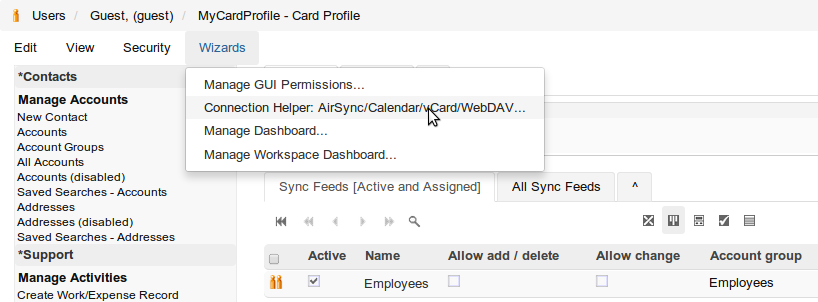 Users / Guest, (guest) / MyCardProfile - Card Profile
Edit View Security Wizards
*Contacts
Manage Accounts
New Contact
Accounts
Account Groups
All Accounts
Accounts (disabled)
Saved Searches - Accounts
Addresses
Addresses (disabled)
Saved Searches - Addresses
*Support
Manage Activities
Create Work/Expense Record
Manage GUI Permissions...
Connection Helper: AirSync/Calendar/vCard/WebDAV...
Manage Dashboard...
Manage Workspace Dashboard...
Sync Feeds [Active and Assigned] All Sync Feeds ^
Active Name Allow add / delete Allow change Account group
Employees Employees